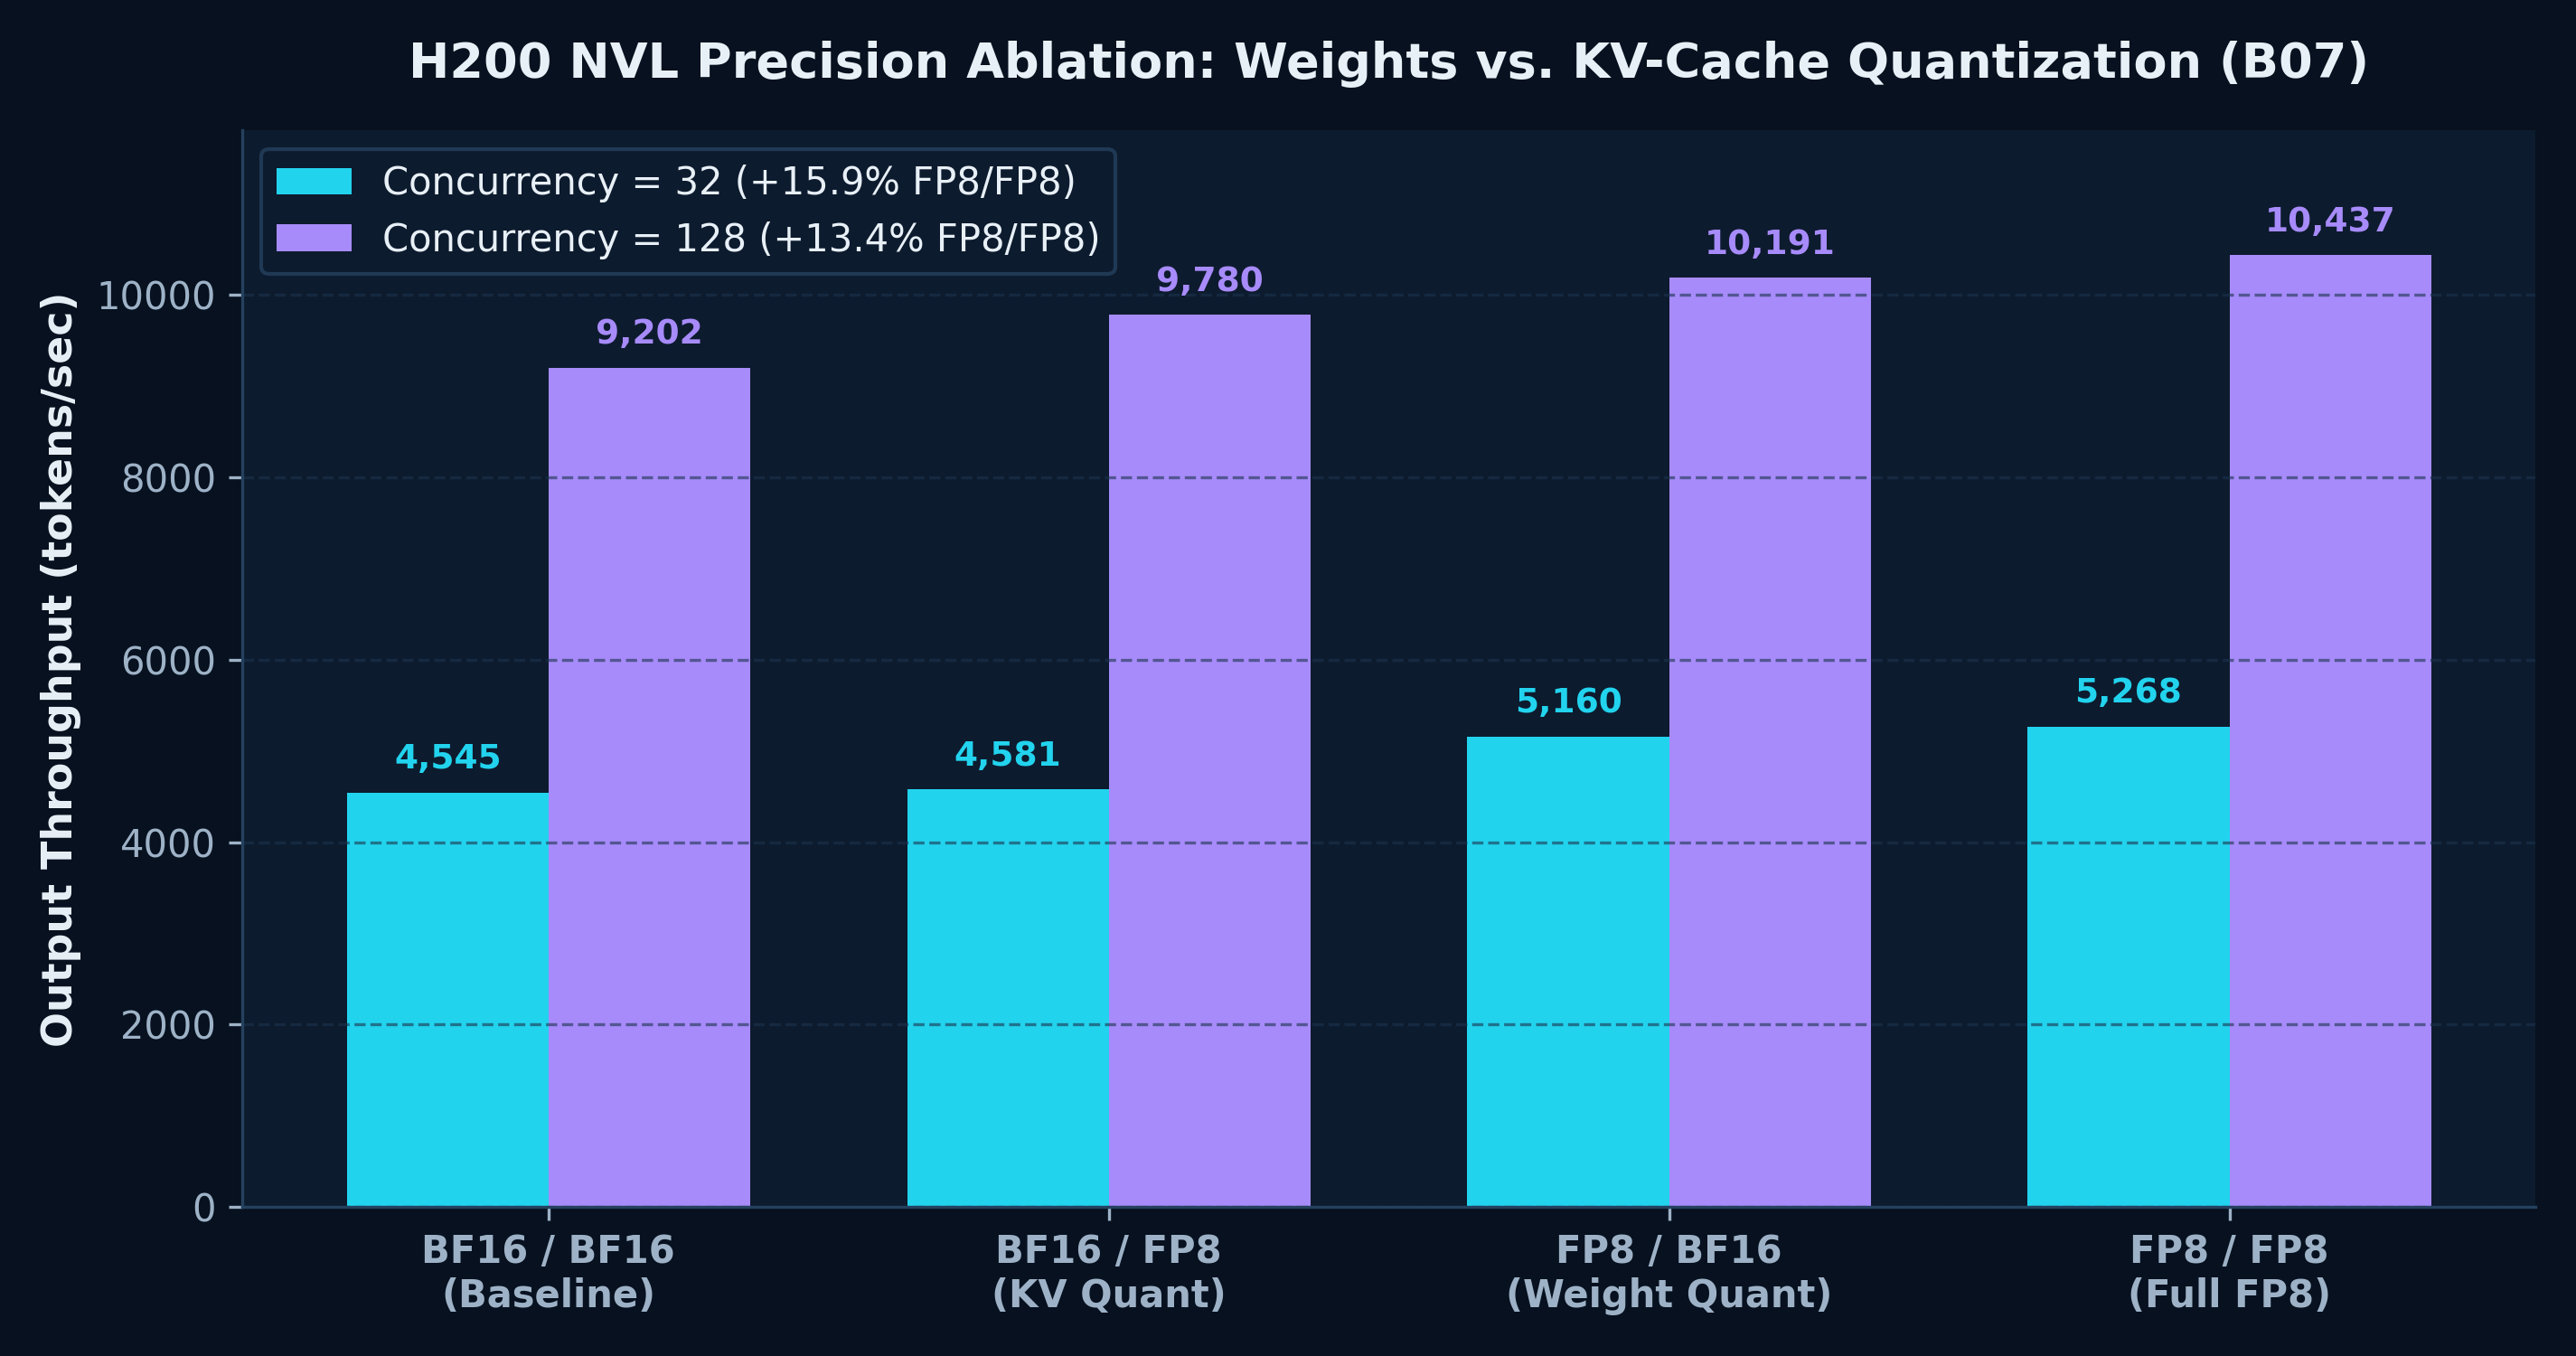 H200 NVL Precision Ablation: Weights vs. KV-Cache Quantization (B07)
Concurrency = 32 (+15.9% FP8/FP8)
Concurrency = 128 (+13.4% FP8/FP8)
Output Throughput (tokens/sec)
10000
8000
6000
4000
2000
0
4,545
9,202
4,581
9,780
5,160
10,191
5,268
10,437
BF16 / BF16
(Baseline)
BF16 / FP8
(KV Quant)
FP8 / BF16
(Weight Quant)
FP8 / FP8
(Full FP8)